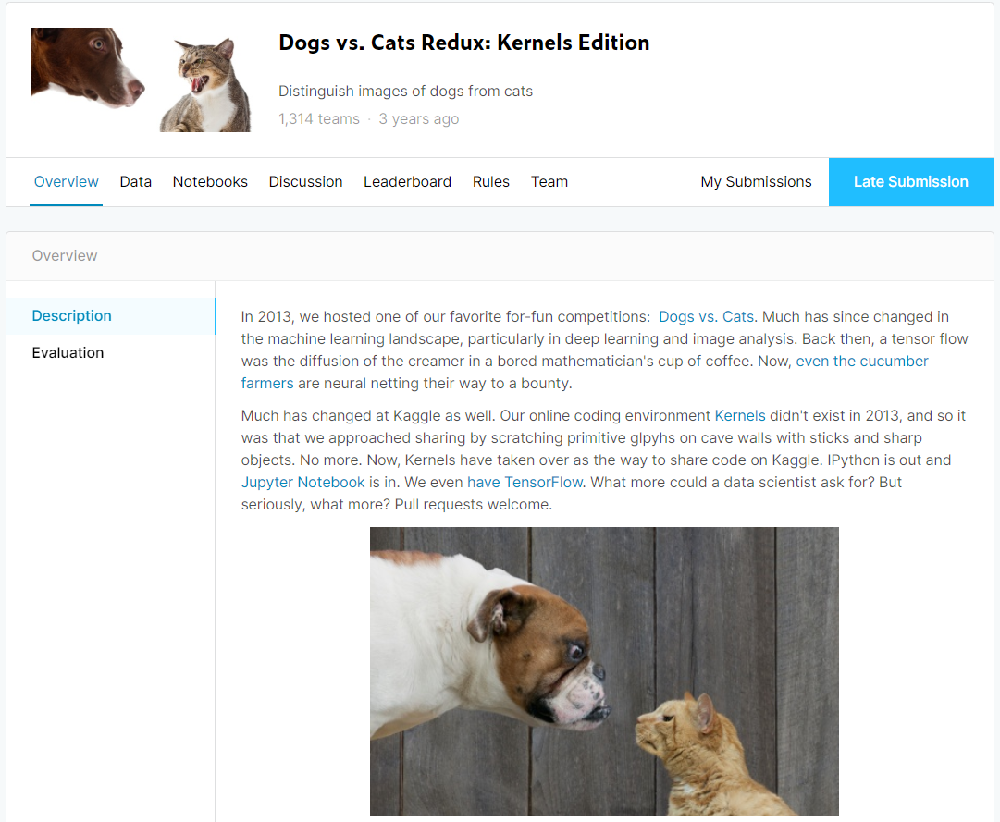 Dogs vs. Cats Redux: Kernels Edition
Distinguish images of dogs from cats
1,314 teams · 3 years ago
Overview Data Notebooks Discussion Leaderboard Rules Team My Submissions Late Submission
Overview
Description
Evaluation
In 2013, we hosted one of our favorite for-fun competitions:  Dogs vs. Cats. Much has since changed in
the machine learning landscape, particularly in deep learning and image analysis. Back then, a tensor flow
was the diffusion of the creamer in a bored mathematician's cup of coffee. Now, even the cucumber
farmers are neural netting their way to a bounty.
Much has changed at Kaggle as well. Our online coding environment Kernels didn't exist in 2013, and so it
was that we approached sharing by scratching primitive glpyhs on cave walls with sticks and sharp
objects. No more. Now, Kernels have taken over as the way to share code on Kaggle. IPython is out and
Jupyter Notebook is in. We even have TensorFlow. What more could a data scientist ask for? But
seriously, what more? Pull requests welcome.